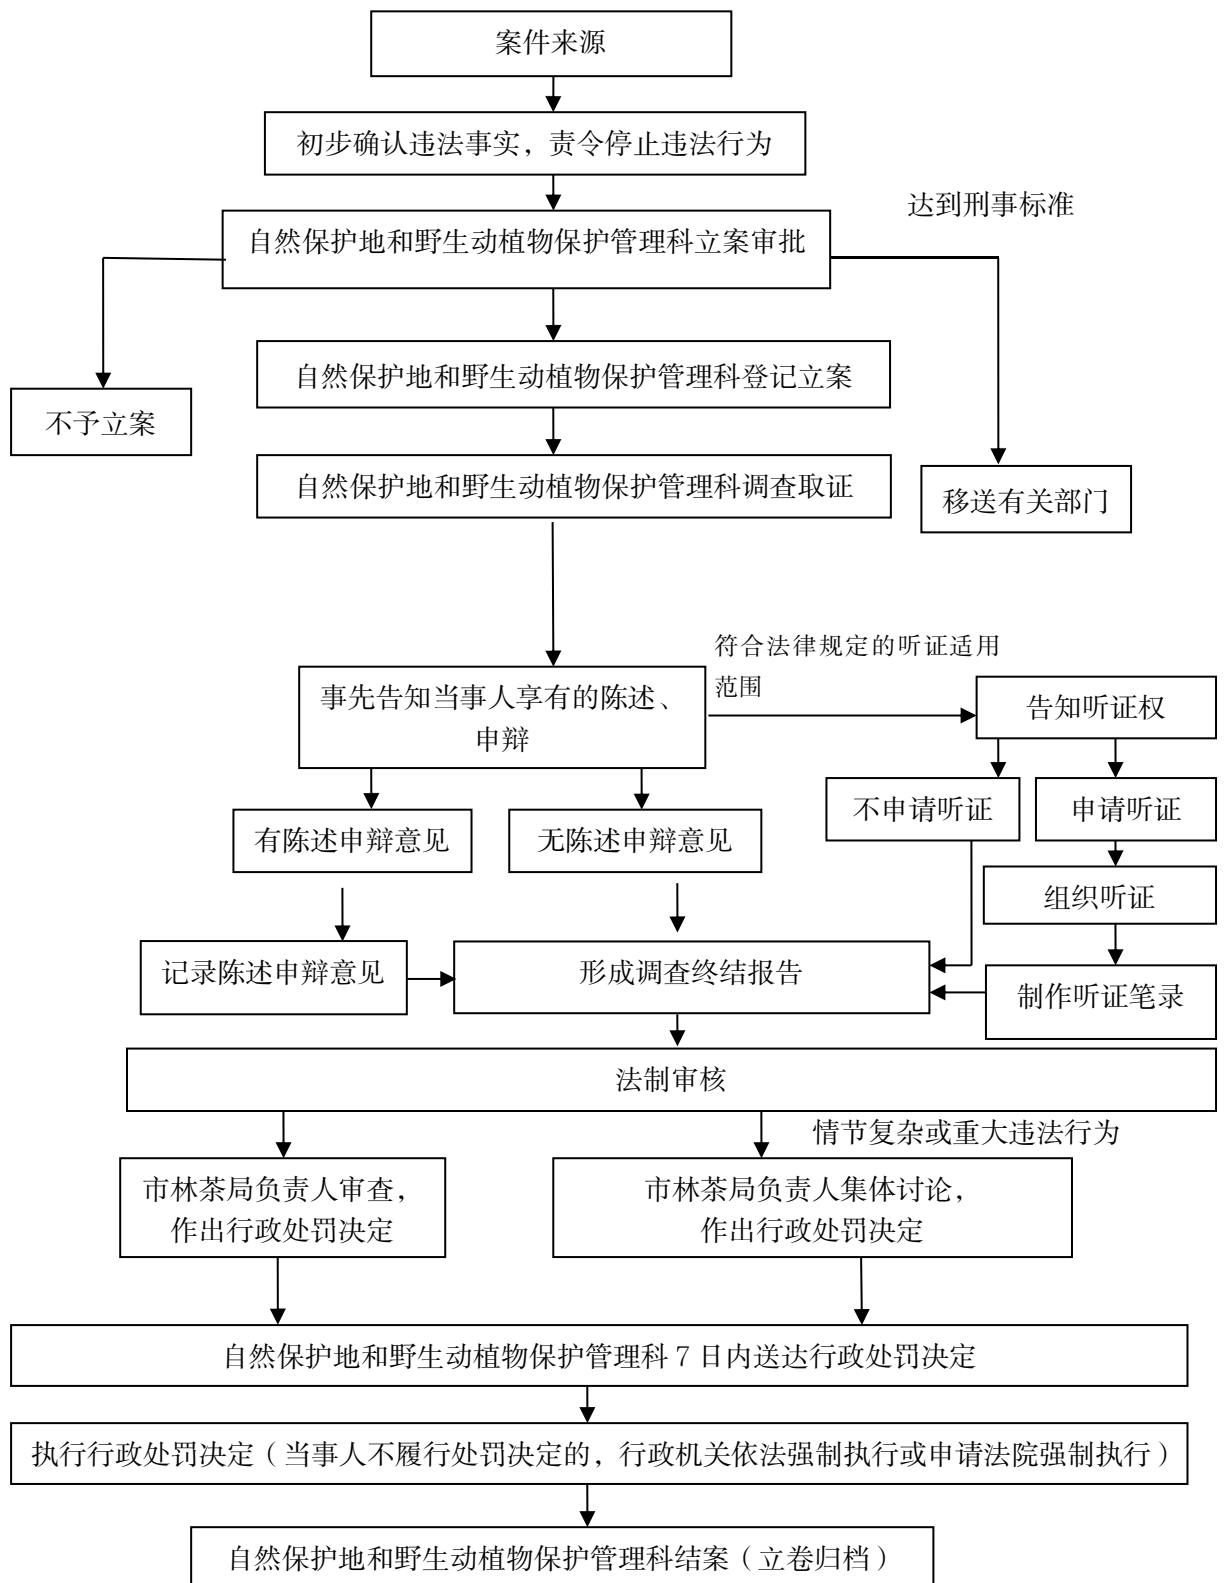 案件来源
初步确认违法事实，责令停止违法行为
达到刑事标准
自然保护地和野生动植物保护管理科立案审批
自然保护地和野生动植物保护管理科登记立案
不予立案
自然保护地和野生动植物保护管理科调查取证
移送有关部门
符合法律规定的听证适用
范围
事先告知当事人享有的陈述、
申辩
告知听证权
不申请听证
申请听证
有陈述申辩意见
无陈述申辩意见
组织听证
记录陈述申辩意见
形成调查终结报告
制作听证笔录
法制审核
情节复杂或重大违法行为
市林茶局负责人审查，
作出行政处罚决定
市林茶局负责人集体讨论，
作出行政处罚决定
自然保护地和野生动植物保护管理科 7 日内送达行政处罚决定
执行行政处罚决定（当事人不履行处罚决定的，行政机关依法强制执行或申请法院强制执行）
自然保护地和野生动植物保护管理科结案（立卷归档）